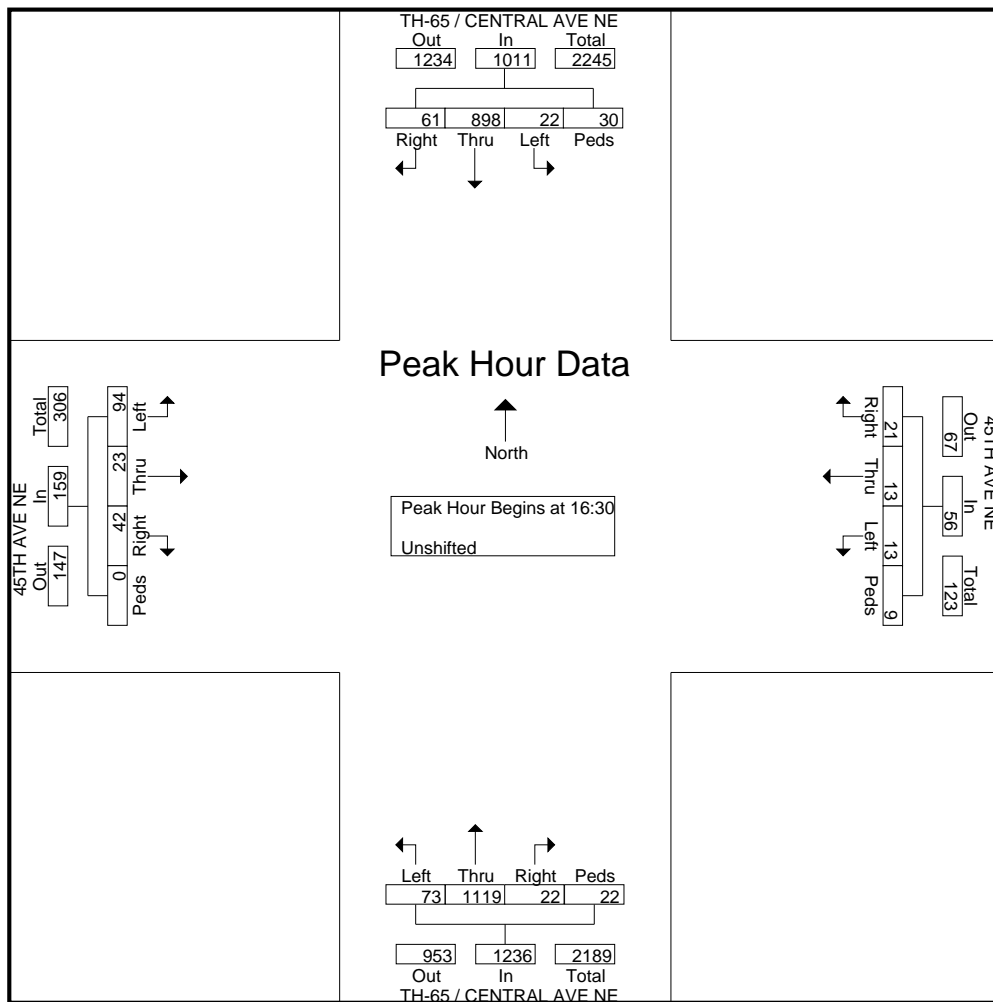 TH-65 / CENTRAL AVE NE
Out In Total
1234 1011 2245
61 898 22 30
Right Thru Left Peds
Peak Hour Data
North
Peak Hour Begins at 16:30
Unshifted
45TH AVE NE
Total In Out
306 159 147
94 23 42 0
Left Thru Right Peds
45TH AVE NE
Out In Total
67 56 123
21 13 13 9
Right Thru Left Peds
Left Thru Right Peds
73 1119 22 22
953 1236 2189
Out In Total
TH-65 / CENTRAL AVE NE